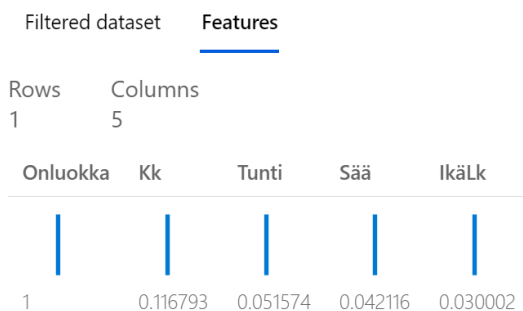 Filtered dataset Features
Rows Columns
1 5
Onluokka Kk Tunti Sää IkäLk
1 0.116793 0.051574 0.042116 0.030002